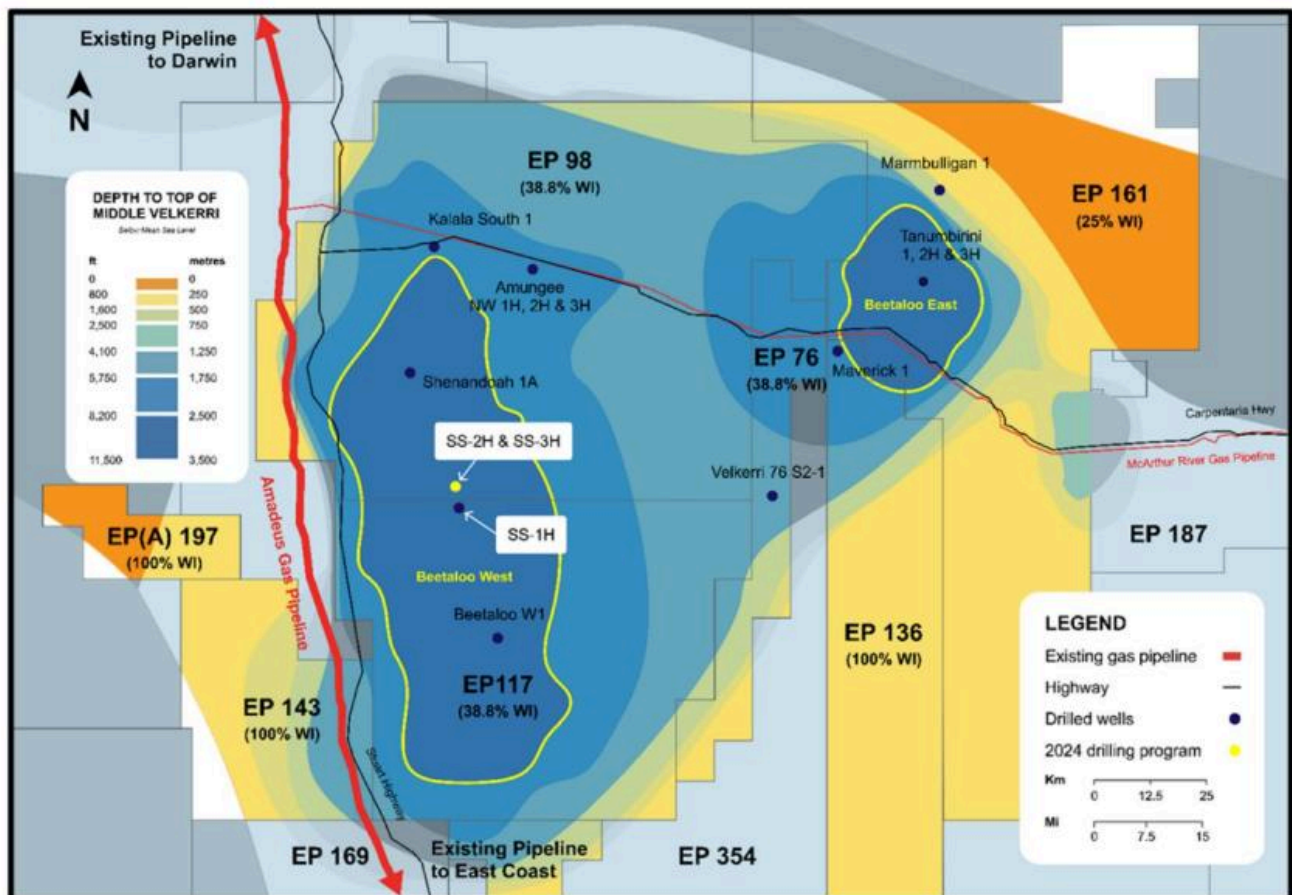 Existing Pipeline
to Darwin
N
DEPTH TO TOP OF
MIDDLE VELKERRI
Below Mean Sea Level
ft
metres
0
0
800
250
1,600
500
2,500
750
4,100
1,250
5,750
1,750
8,200
2,500
11,500
3,500
EP 98
(38.8% WI)
Kalala South 1
Amungee
NW 1H, 2H & 3H
Marmbulligan 1
EP 161
(25% WI)
Tanumbirini
1, 2H & 3H
Beetaloo East
EP 76
(38.8% WI)
Maverick 1
Shenandoah 1A
SS-2H & SS-3H
SS-1H
Velkerri 76 S2-1
Carpentaria Hwy
McArthur River Gas Pipeline
EP 187
EP(A) 197
(100% WI)
Amadeus Gas Pipeline
Beetaloo West
Beetaloo W1
EP117
(38.8% WI)
EP 136
(100% WI)
EP 143
(100% WI)
Stuart Highway
EP 169
Existing Pipeline
to East Coast
EP 354
LEGEND
Existing gas pipeline
Highway
Drilled wells
2024 drilling program
Km
0 12.5 25
Mi
0 7.5 15